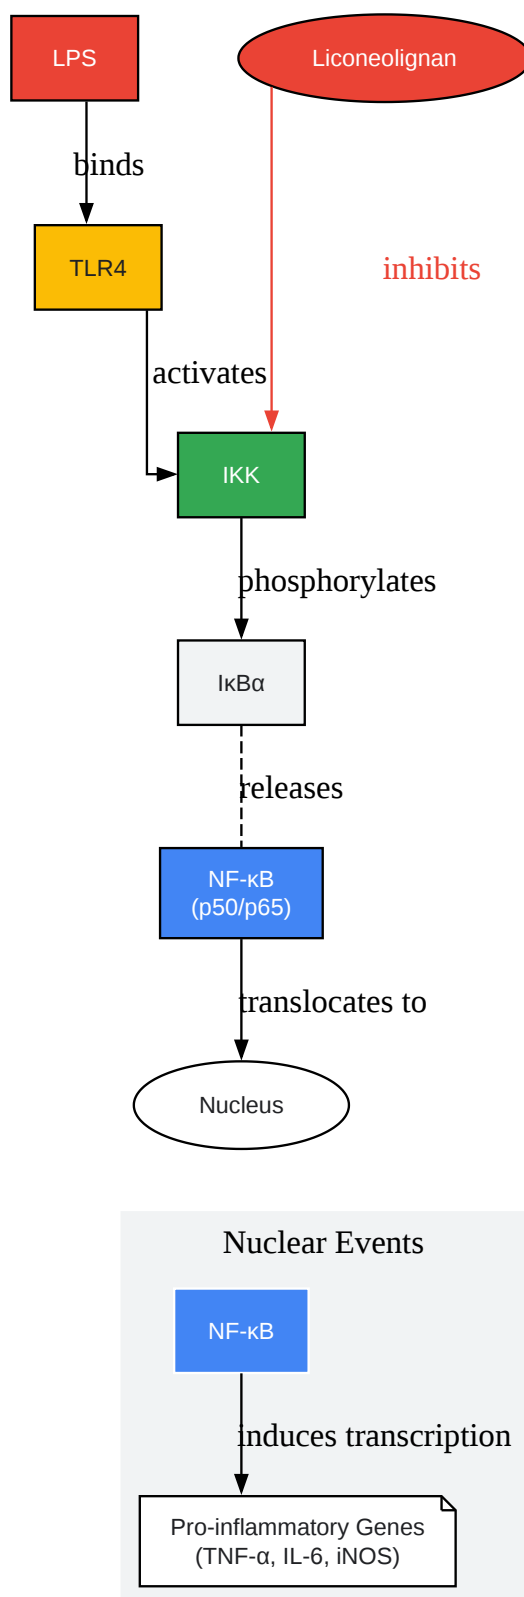 LPS
Liconeolignan
binds
TLR4
inhibits
activates
IKK
phosphorylates
IκBα
releases
NF-κB
(p50/p65)
translocates to
Nucleus
Nuclear Events
NF-κB
induces transcription
Pro-inflammatory Genes
(TNF-α, IL-6, iNOS)